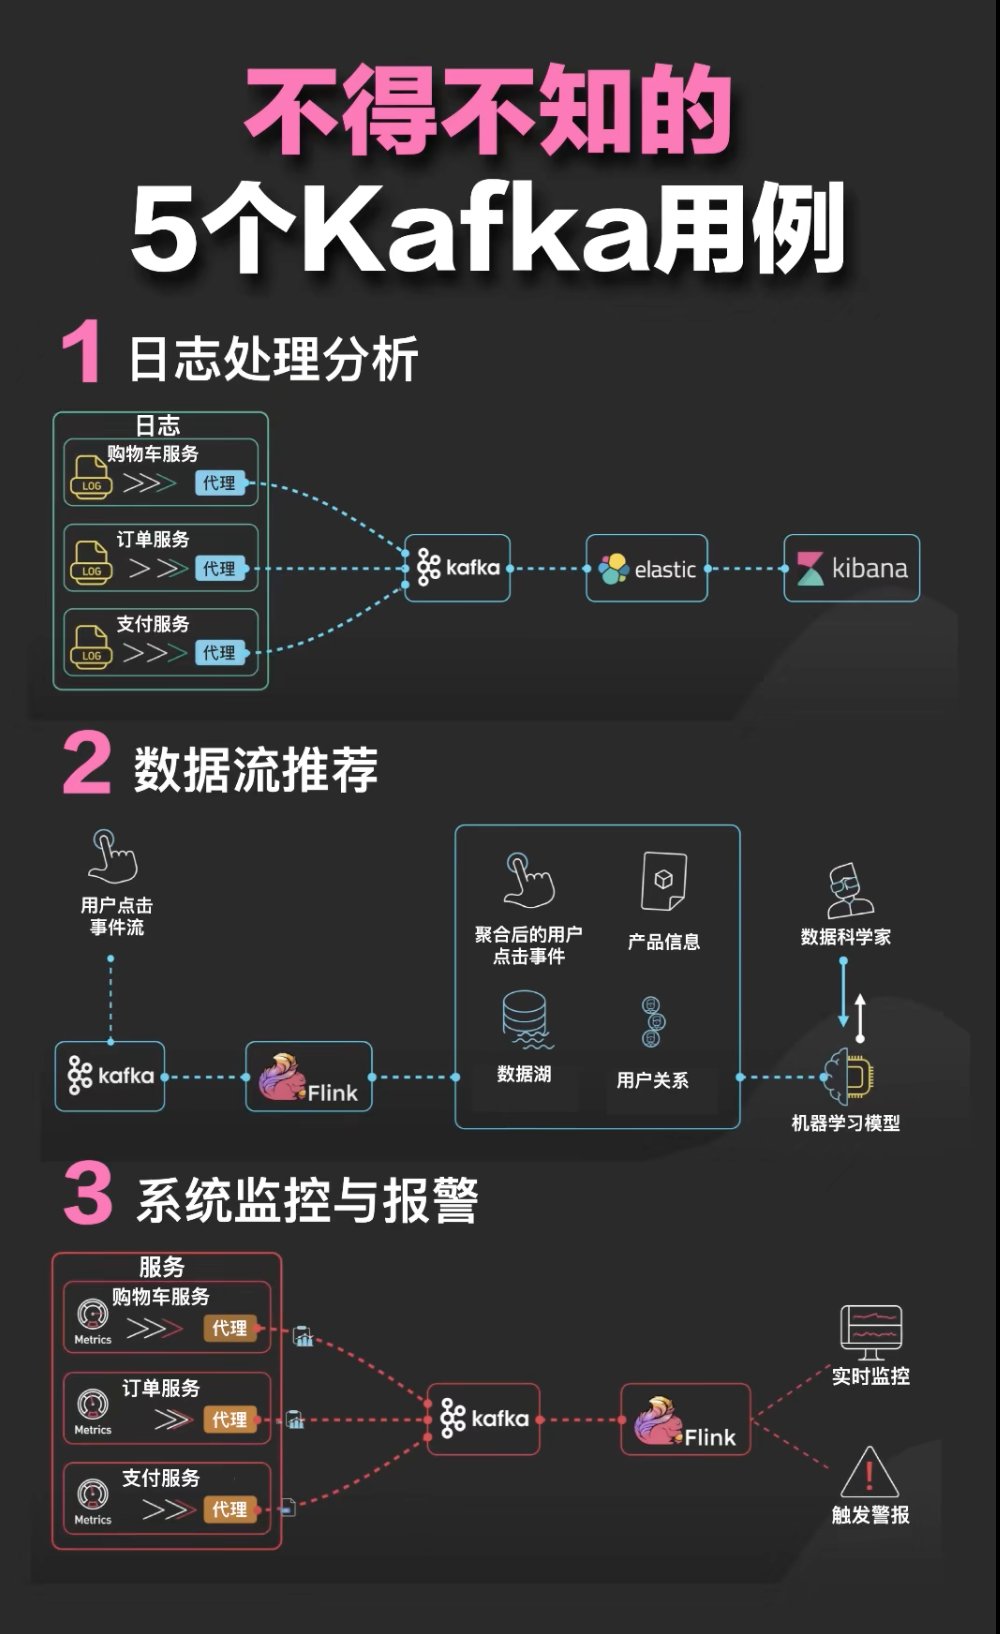 不得不知的
5个Kafka用例
1 日志处理分析
日志
购物车服务
LOG
代理
订单服务
LOG
代理
支付服务
LOG
代理
kafka
elastic
kibana
2 数据流推荐
用户点击
事件流
kafka
Flink
聚合后的用户
点击事件
产品信息
数据湖
用户关系
数据科学家
机器学习模型
3 系统监控与报警
服务
购物车服务
Metrics
代理
订单服务
Metrics
代理
支付服务
Metrics
代理
kafka
Flink
实时监控
触发警报